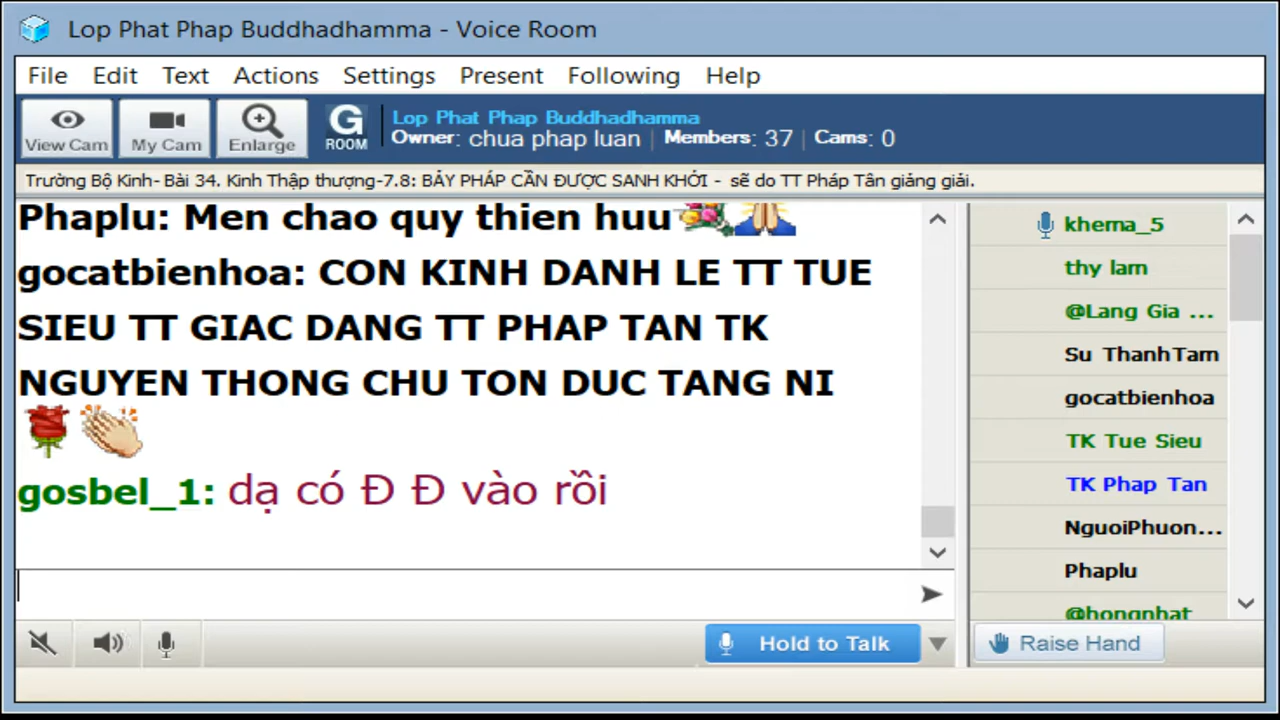 Lop Phat Phap Buddhadhamma - Voice Room
File Edit Text Actions Settings Present Following Help
View Cam My Cam Enlarge G ROOM
Lop Phat Phap Buddhadhamma
Owner: chua phap luan | Members: 37 | Cams: 0
Trường Bộ Kinh- Bài 34. Kinh Thập thượng-7.8: BẢY PHÁP CẦN ĐƯỢC SANH KHỞI - sẽ do TT Pháp Tân giảng giải.
Phaplu: Men chao quy thien huu
gocatbienhoa: CON KINH DANH LE TT TUE
SIEU TT GIAC DANG TT PHAP TAN TK
NGUYEN THONG CHU TON DUC TANG NI
gosbel_1: dạ có Đ Đ vào rồi
khema_5
thy lam
@Lang Gia ...
Su ThanhTam
gocatbienhoa
TK Tue Sieu
TK Phap Tan
NguoiPhuon...
Phaplu
@hongnhat
Hold to Talk
Raise Hand